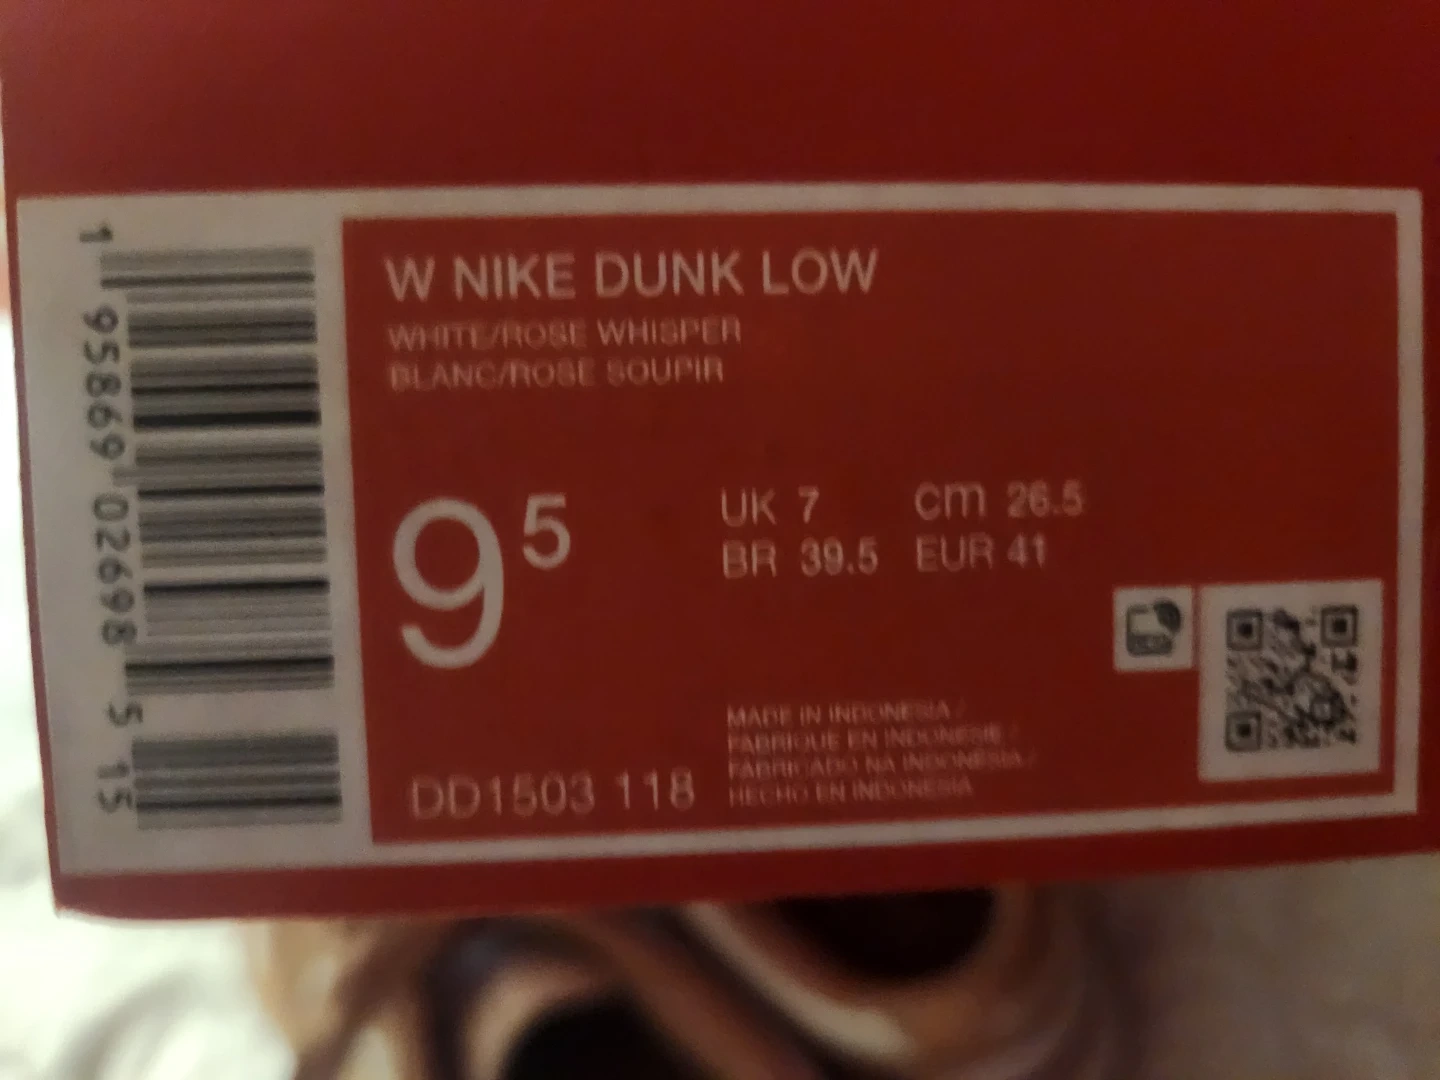 W NIKE DUNK LOW
WHITE/ROSE WHISPER
BLANC/ROSE SOUPIR
9 5
UK 7 cm 26.5
BR 39.5 EUR 41
MADE IN INDONESIA /
FABRIQUE EN INDONESIE /
FABRICADO NA INDONESIA /
HECHO EN INDONESIA
DD1503 118
1 95869 02698 5 15